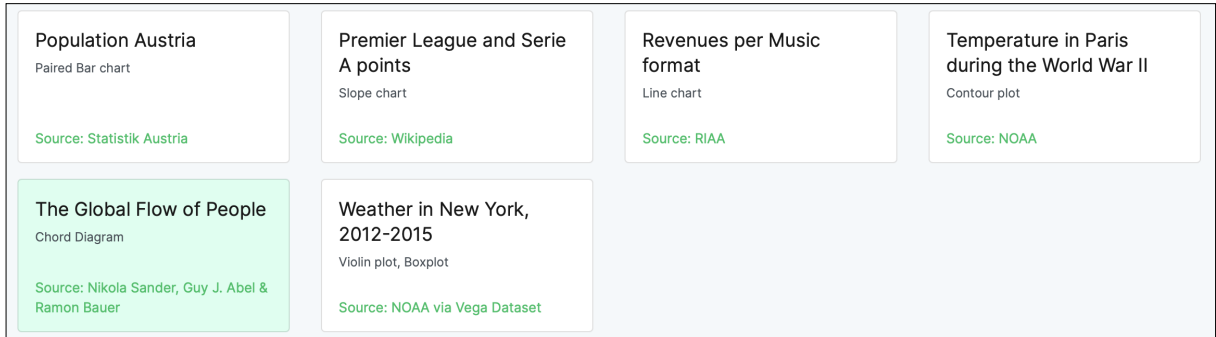 Population Austria
Paired Bar chart
Source: Statistik Austria
Premier League and Serie
A points
Slope chart
Source: Wikipedia
Revenues per Music
format
Line chart
Source: RIAA
Temperature in Paris
during the World War II
Contour plot
Source: NOAA
The Global Flow of People
Chord Diagram
Source: Nikola Sander, Guy J. Abel &
Ramon Bauer
Weather in New York,
2012-2015
Violin plot, Boxplot
Source: NOAA via Vega Dataset